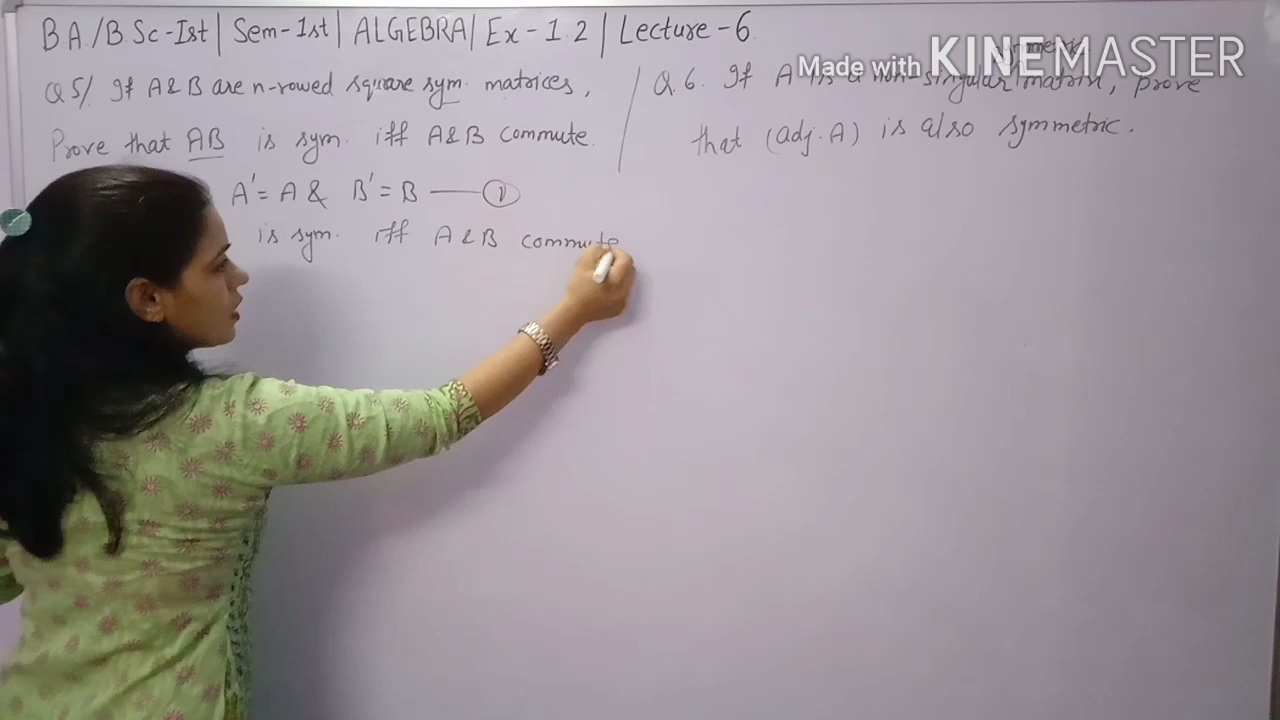 B.A./B.Sc-Ist | Sem-1st | ALGEBRA | Ex-1.2 | Lecture-6.
Q 5/ If A & B are n-rowed square sym. matrices,
Prove that AB is sym. iff A & B commute.
A' = A & B' = B —— ①
is sym. iff A & B commute
Made with KINEMASTER
symmetric
Q. 6. If A is a non-singular matrix, prove
that (adj. A) is also symmetric.